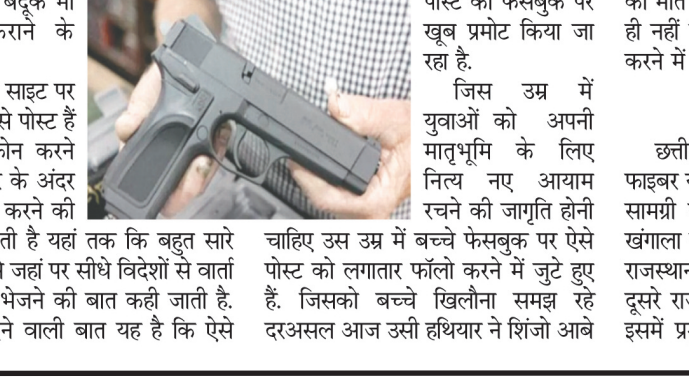 बंदूक भी
कराने के
साइट पर
से पोस्ट हैं
करने
के अंदर
करने की
ती है यहां तक कि बहुत सारे
जहां पर सीधे विदेशों से वार्ता
भेजने की बात कही जाती है.
ने वाली बात यह है कि ऐसे
पोस्ट को फेसबुक पर
खूब प्रमोट किया जा
रहा है.
जिस उम्र में
युवाओं को अपनी
मातृभूमि के लिए
नित्य नए आयाम
रचने की जागृति होनी
चाहिए उस उम्र में बच्चे फेसबुक पर ऐसे
पोस्ट को लगातार फॉलो करने में जुटे हुए
हैं. जिसको बच्चे खिलौना समझ रहे
दरअसल आज उसी हथियार ने शिंजो आबे
की मात
ही नहीं
करने में
छत्ती
फाइबर
सामग्री
खंगाला
राजस्थान
दूसरे रा
इसमें प्र